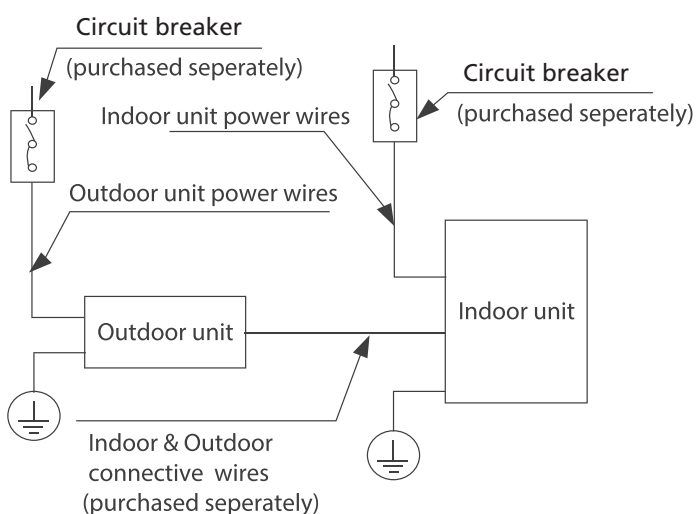 Circuit breaker
(purchased seperately)
Circuit breaker
(purchased seperately)
Indoor unit power wires
Outdoor unit power wires
Indoor unit
Outdoor unit
Indoor & Outdoor
connective wires
(purchased seperately)